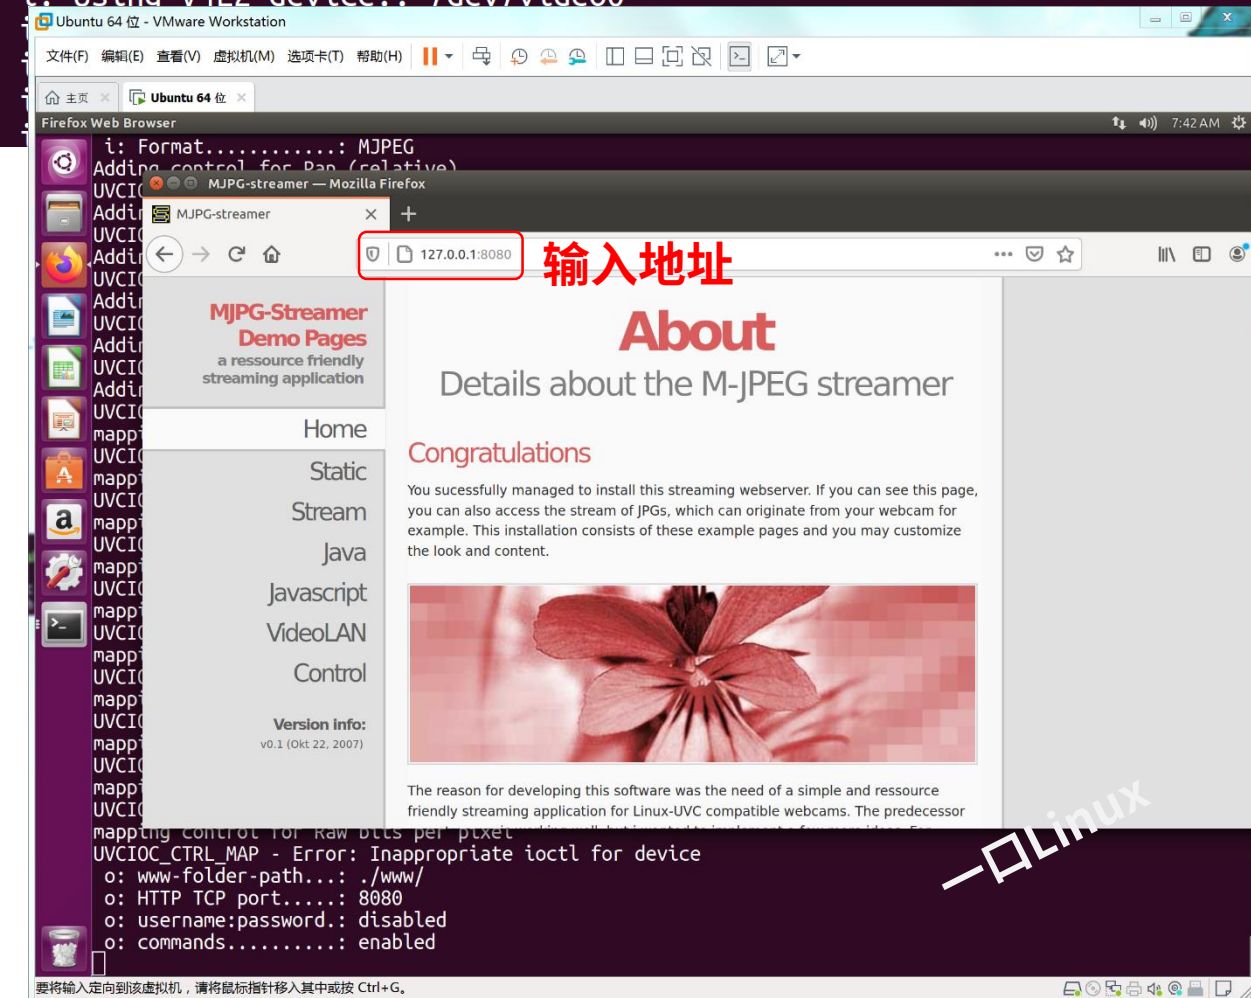 Ubuntu 64 位 - VMware Workstation
文件(F) 编辑(E) 查看(V) 虚拟机(M) 选项卡(T) 帮助(H)
主页 Ubuntu 64 位
Firefox Web Browser 7:42 AM
i: Format............: MJPEG
MJPG-streamer — Mozilla Firefox
MJPG-streamer
127.0.0.1:8080
输入地址
MJPG-Streamer
Demo Pages
a ressource friendly
streaming application
Home
Static
Stream
Java
Javascript
VideoLAN
Control
Version info:
v0.1 (Okt 22, 2007)
About
Details about the M-JPEG streamer
Congratulations
You sucessfully managed to install this streaming webserver. If you can see this page,
you can also access the stream of JPGs, which can originate from your webcam for
example. This installation consists of these example pages and you may customize
the look and content.
The reason for developing this software was the need of a simple and ressource
friendly streaming application for Linux-UVC compatible webcams. The predecessor
mapping control for Raw bits per pixel
UVCIOC_CTRL_MAP - Error: Inappropriate ioctl for device
o: www-folder-path...: ./www/
o: HTTP TCP port.....: 8080
o: username:password.: disabled
o: commands..........: enabled
一口Linux
要将输入定向到该虚拟机，请将鼠标指针移入其中或按 Ctrl+G。